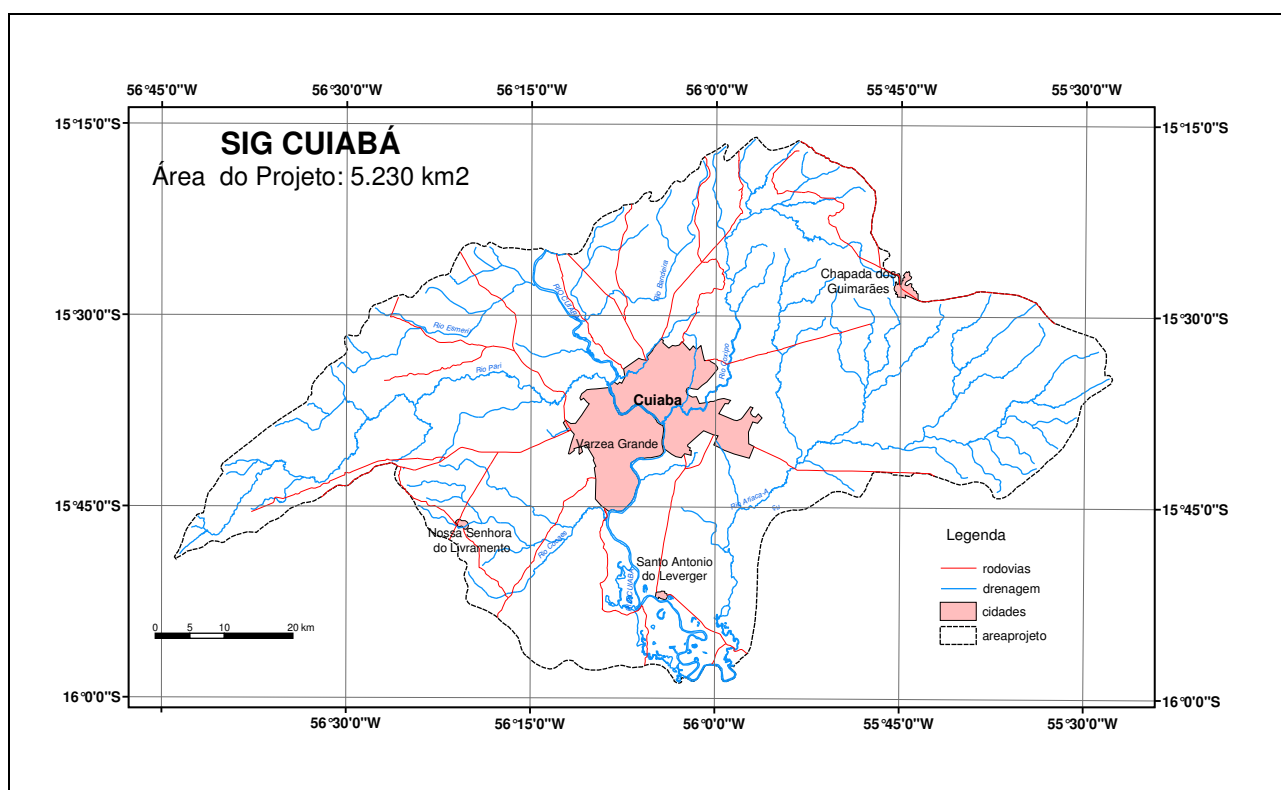 56°45'0"W 56°30'0"W 56°15'0"W 56°0'0"W 55°45'0"W 55°30'0"W
15°15'0"S 15°15'0"S
SIG CUIABÁ
Área do Projeto: 5.230 km2
Rio Bandeira
Chapada dos
Guimarães
15°30'0"S 15°30'0"S
Rio Esmeri
Rio Pari
Cuiaba
Varzea Grande
15°45'0"S 15°45'0"S
Nossa Senhora
do Livramento
Santo Antonio
do Leverger
CUIABA
Legenda
rodovias
drenagem
cidades
areaprojeto
0 5 10 20 km
16°0'0"S 16°0'0"S
56°30'0"W 56°15'0"W 56°0'0"W 55°45'0"W 55°30'0"W